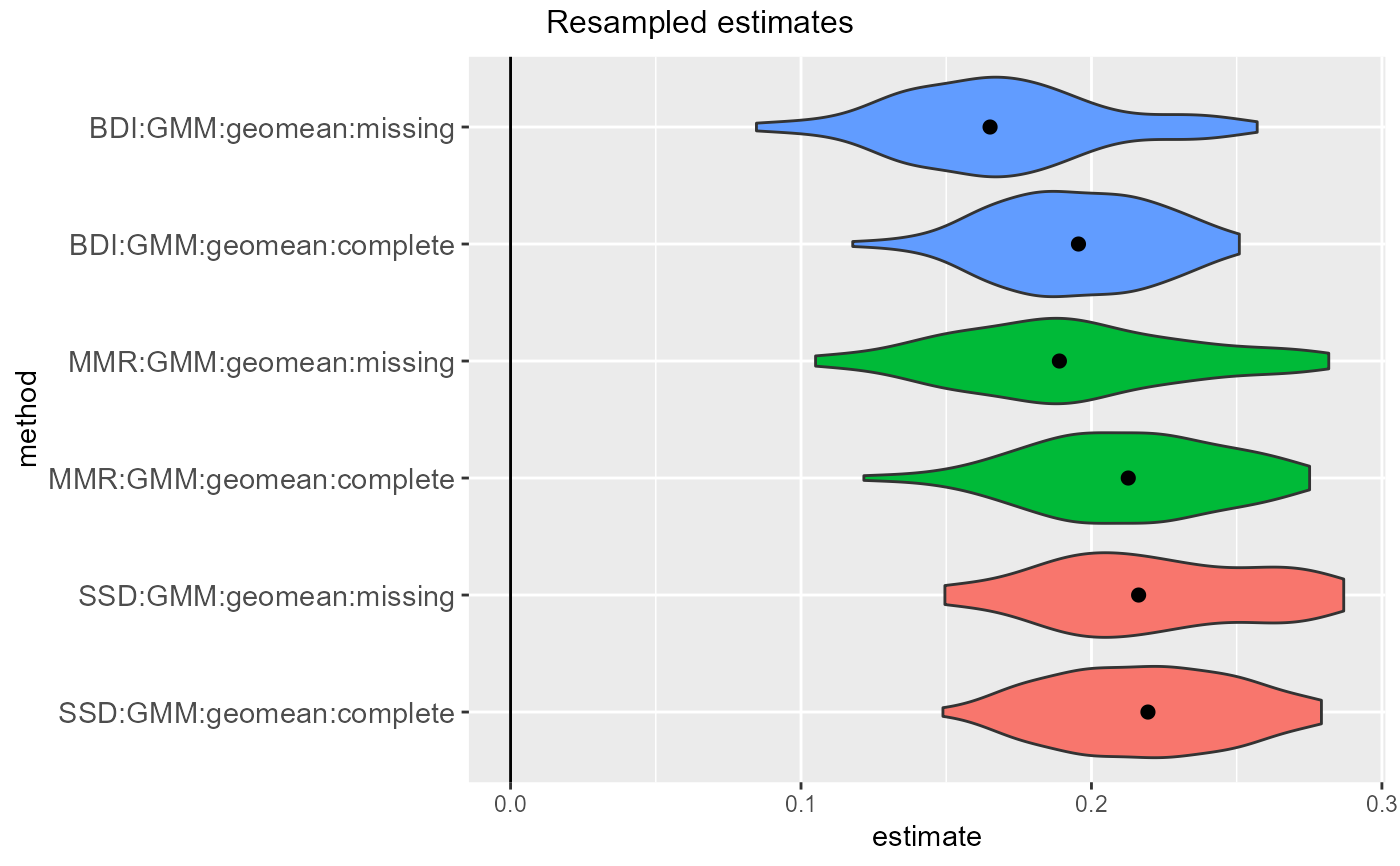 Resampled estimates
BDI:GMM:geomean:missing
BDI:GMM:geomean:complete
MMR:GMM:geomean:missing
MMR:GMM:geomean:complete
SSD:GMM:geomean:missing
SSD:GMM:geomean:complete
method
0.0 0.1 0.2 0.3
estimate